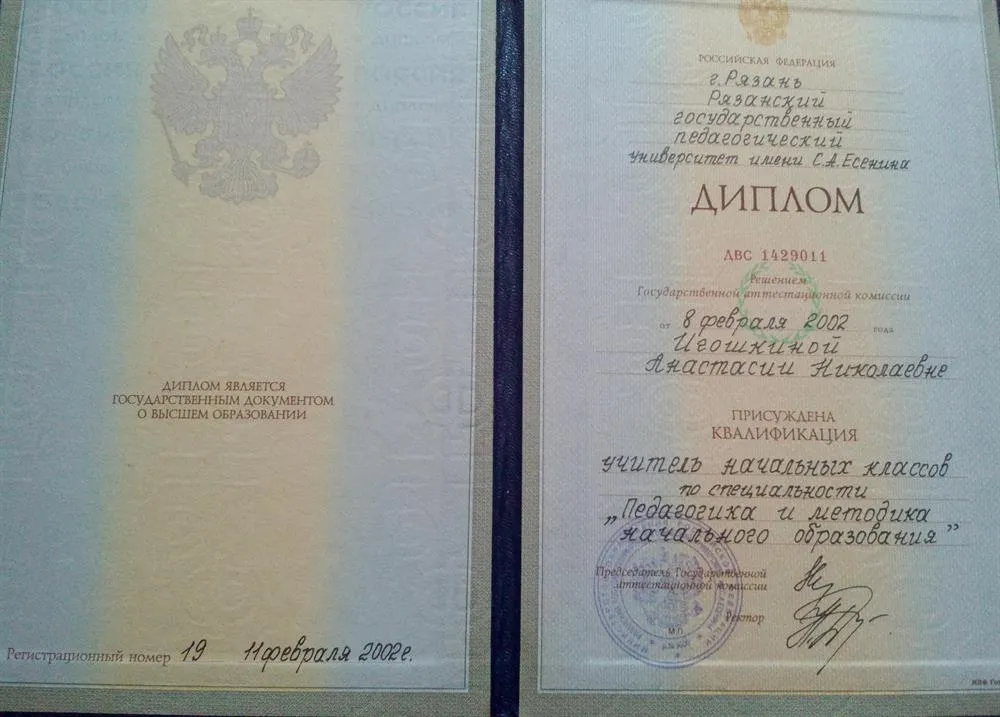 ДИПЛОМ ЯВЛЯЕТСЯ
ГОСУДАРСТВЕННЫМ ДОКУМЕНТОМ
О ВЫСШЕМ ОБРАЗОВАНИИ
Регистрационный номер 19 11 февраля 2002г.
РОССИЙСКАЯ ФЕДЕРАЦИЯ
г. Рязань
Рязанский
государственный
педагогический
университет имени С.А. Есенина
ДИПЛОМ
ДВС 1429011
Решением
Государственной аттестационной комиссии
от 8 февраля 2002 года
Игошкиной
Анастасии Николаевне
ПРИСУЖДЕНА
КВАЛИФИКАЦИЯ
учитель начальных классов
по специальности
„Педагогика и методика
начального образования”
Председатель Государственной
аттестационной комиссии
Ректор
М.П.